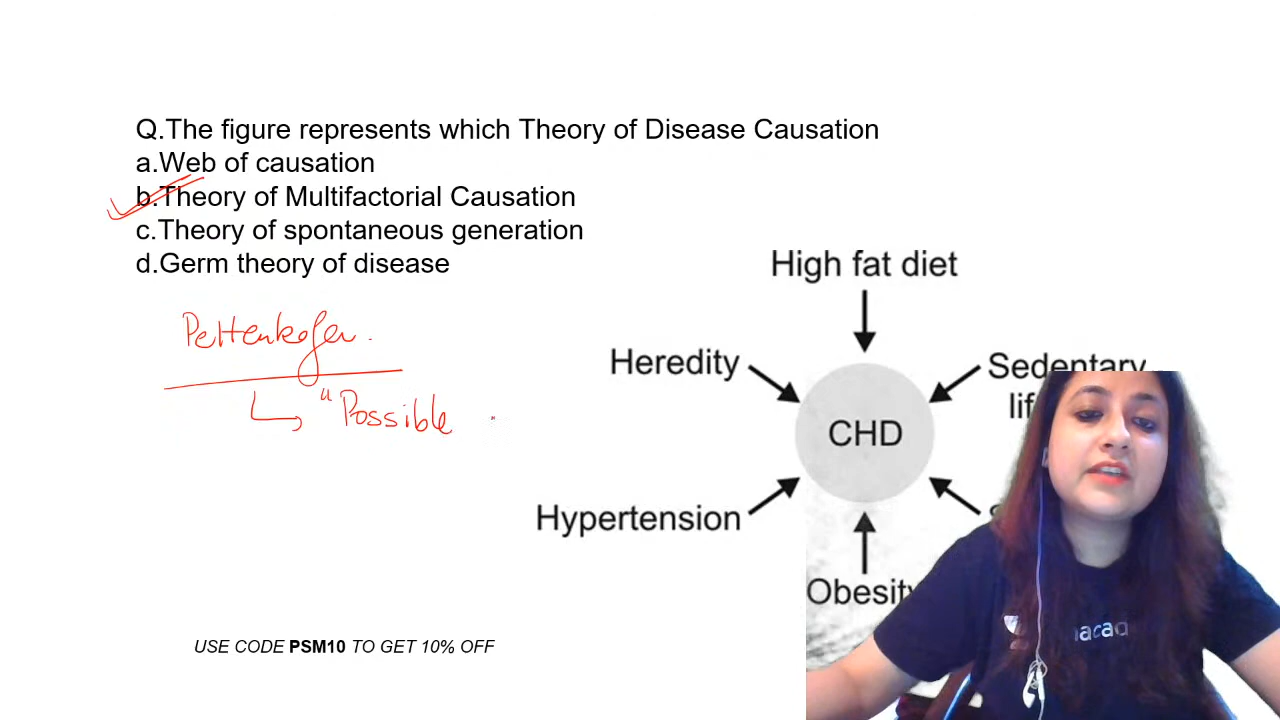 Q.The figure represents which Theory of Disease Causation
a.Web of causation
b.Theory of Multifactorial Causation
c.Theory of spontaneous generation
d.Germ theory of disease
Pettenkofer.
"Possible
High fat diet
Heredity
Sedentary
CHD
Hypertension
Obesity
USE CODE PSM10 TO GET 10% OFF